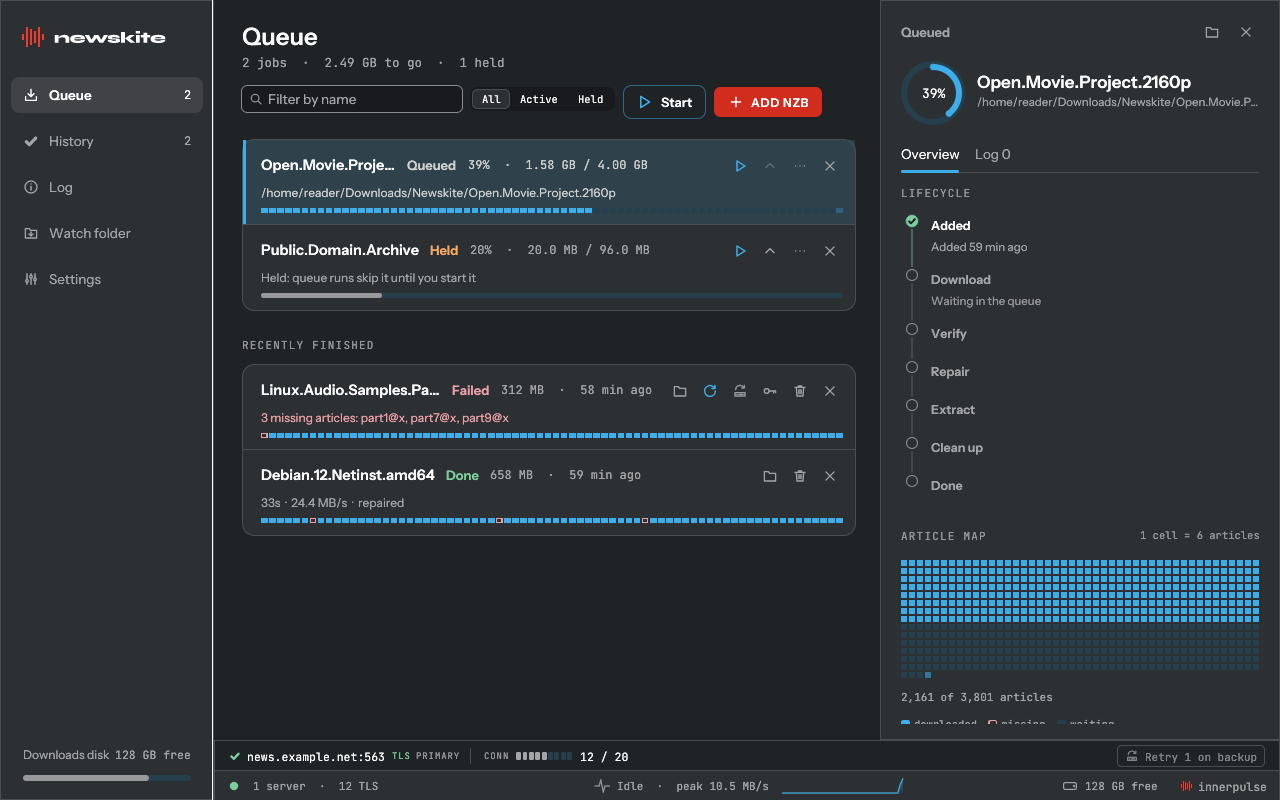 newskite
Queue 2
History 2
Log
Watch folder
Settings
Downloads disk 128 GB free
Queue
2 jobs · 2.49 GB to go · 1 held
Filter by name
All Active Held
Start
ADD NZB
Open.Movie.Proje… Queued 39% · 1.58 GB / 4.00 GB
/home/reader/Downloads/Newskite/Open.Movie.Project.2160p
Public.Domain.Archive Held 20% · 20.0 MB / 96.0 MB
Held: queue runs skip it until you start it
RECENTLY FINISHED
Linux.Audio.Samples.Pa… Failed 312 MB · 58 min ago
3 missing articles: part1@x, part7@x, part9@x
Debian.12.Netinst.amd64 Done 658 MB · 59 min ago
33s · 24.4 MB/s · repaired
Queued
39%
Open.Movie.Project.2160p
/home/reader/Downloads/Newskite/Open.Movie.P…
Overview Log 0
LIFECYCLE
Added
Added 59 min ago
Download
Waiting in the queue
Verify
Repair
Extract
Clean up
Done
ARTICLE MAP 1 cell = 6 articles
2,161 of 3,801 articles
downloaded missing waiting
news.example.net:563 TLS PRIMARY CONN 12 / 20
Retry 1 on backup
1 server · 12 TLS
Idle · peak 10.5 MB/s
128 GB free
innerpulse